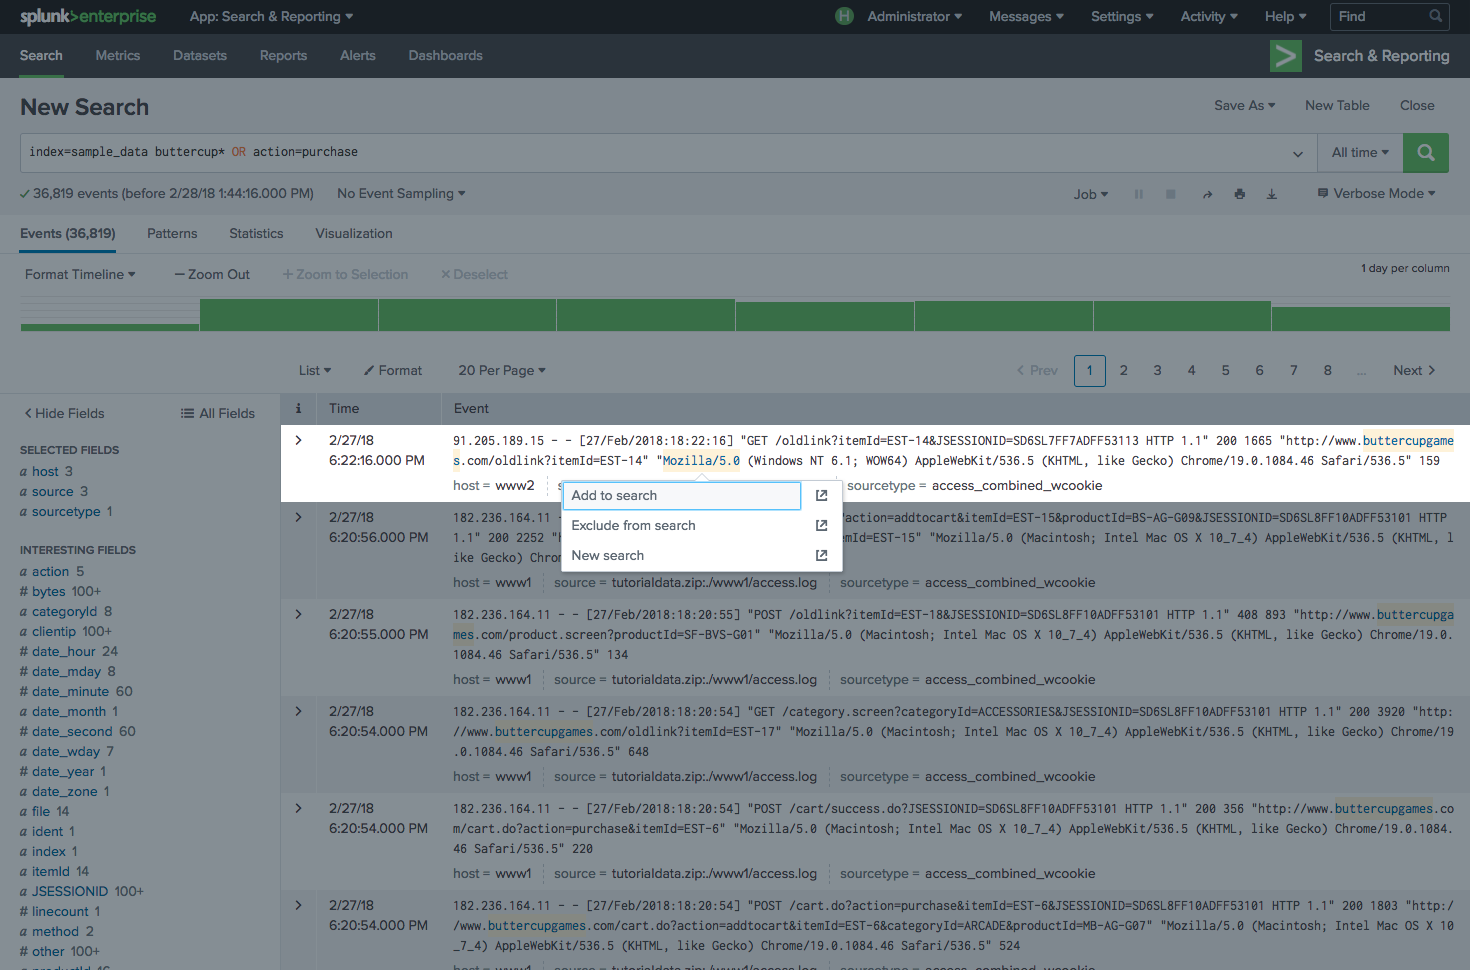 splunk>enterprise App: Search & Reporting H Administrator Messages Settings Activity Help Find
Search Metrics Datasets Reports Alerts Dashboards Search & Reporting
New Search Save As New Table Close
index=sample_data buttercup* OR action=purchase All time
36,819 events (before 2/28/18 1:44:16.000 PM) No Event Sampling Job Verbose Mode
Events (36,819) Patterns Statistics Visualization
Format Timeline — Zoom Out + Zoom to Selection × Deselect 1 day per column
List Format 20 Per Page < Prev 1 2 3 4 5 6 7 8 ... Next >
< Hide Fields All Fields
SELECTED FIELDS
a host 3
a source 3
a sourcetype 1
INTERESTING FIELDS
a action 5
# bytes 100+
a categoryId 8
a clientip 100+
# date_hour 24
# date_mday 8
# date_minute 60
a date_month 1
# date_second 60
a date_wday 7
# date_year 1
a date_zone 1
a file 14
a ident 1
a index 1
a itemId 14
a JSESSIONID 100+
# linecount 1
a method 2
# other 100+
i Time Event
2/27/18
6:22:16.000 PM
91.205.189.15 - - [27/Feb/2018:18:22:16] "GET /oldlink?itemId=EST-14&JSESSIONID=SD6SL7FF7ADFF53113 HTTP 1.1" 200 1665 "http://www.buttercupgame
s.com/oldlink?itemId=EST-14" "Mozilla/5.0 (Windows NT 6.1; WOW64) AppleWebKit/536.5 (KHTML, like Gecko) Chrome/19.0.1084.46 Safari/536.5" 159
host = www2 sourcetype = access_combined_wcookie
Add to search
Exclude from search
New search
2/27/18
6:20:56.000 PM
182.236.164.11 ?action=addtocart&itemId=EST-15&productId=BS-AG-G09&JSESSIONID=SD6SL8FF10ADFF53101 HTTP
1.1" 200 2252 "Mozilla/5.0 (Macintosh; Intel Mac OS X 10_7_4) AppleWebKit/536.5 (KHTML, l
ike Gecko)
host = www1 source = tutorialdata.zip:./www1/access.log sourcetype = access_combined_wcookie
2/27/18
6:20:55.000 PM
182.236.164.11 - - [27/Feb/2018:18:20:55] "POST /oldlink?itemId=EST-18&JSESSIONID=SD6SL8FF10ADFF53101 HTTP 1.1" 408 893 "http://www.buttercupga
mes.com/product.screen?productId=SF-BVS-G01" "Mozilla/5.0 (Macintosh; Intel Mac OS X 10_7_4) AppleWebKit/536.5 (KHTML, like Gecko) Chrome/19.0.
1084.46 Safari/536.5" 134
host = www1 source = tutorialdata.zip:./www1/access.log sourcetype = access_combined_wcookie
2/27/18
6:20:54.000 PM
182.236.164.11 - - [27/Feb/2018:18:20:54] "GET /category.screen?categoryId=ACCESSORIES&JSESSIONID=SD6SL8FF10ADFF53101 HTTP 1.1" 200 3920 "http:
//www.buttercupgames.com/oldlink?itemId=EST-17" "Mozilla/5.0 (Macintosh; Intel Mac OS X 10_7_4) AppleWebKit/536.5 (KHTML, like Gecko) Chrome/19
.0.1084.46 Safari/536.5" 648
host = www1 source = tutorialdata.zip:./www1/access.log sourcetype = access_combined_wcookie
2/27/18
6:20:54.000 PM
182.236.164.11 - - [27/Feb/2018:18:20:54] "POST /cart/success.do?JSESSIONID=SD6SL8FF10ADFF53101 HTTP 1.1" 200 356 "http://www.buttercupgames.co
m/cart.do?action=purchase&itemId=EST-6" "Mozilla/5.0 (Macintosh; Intel Mac OS X 10_7_4) AppleWebKit/536.5 (KHTML, like Gecko) Chrome/19.0.1084.
46 Safari/536.5" 220
host = www1 source = tutorialdata.zip:./www1/access.log sourcetype = access_combined_wcookie
2/27/18
6:20:54.000 PM
182.236.164.11 - - [27/Feb/2018:18:20:54] "POST /cart.do?action=purchase&itemId=EST-6&JSESSIONID=SD6SL8FF10ADFF53101 HTTP 1.1" 200 1803 "http:/
/www.buttercupgames.com/cart.do?action=addtocart&itemId=EST-6&categoryId=ARCADE&productId=MB-AG-G07" "Mozilla/5.0 (Macintosh; Intel Mac OS X 10
_7_4) AppleWebKit/536.5 (KHTML, like Gecko) Chrome/19.0.1084.46 Safari/536.5" 524